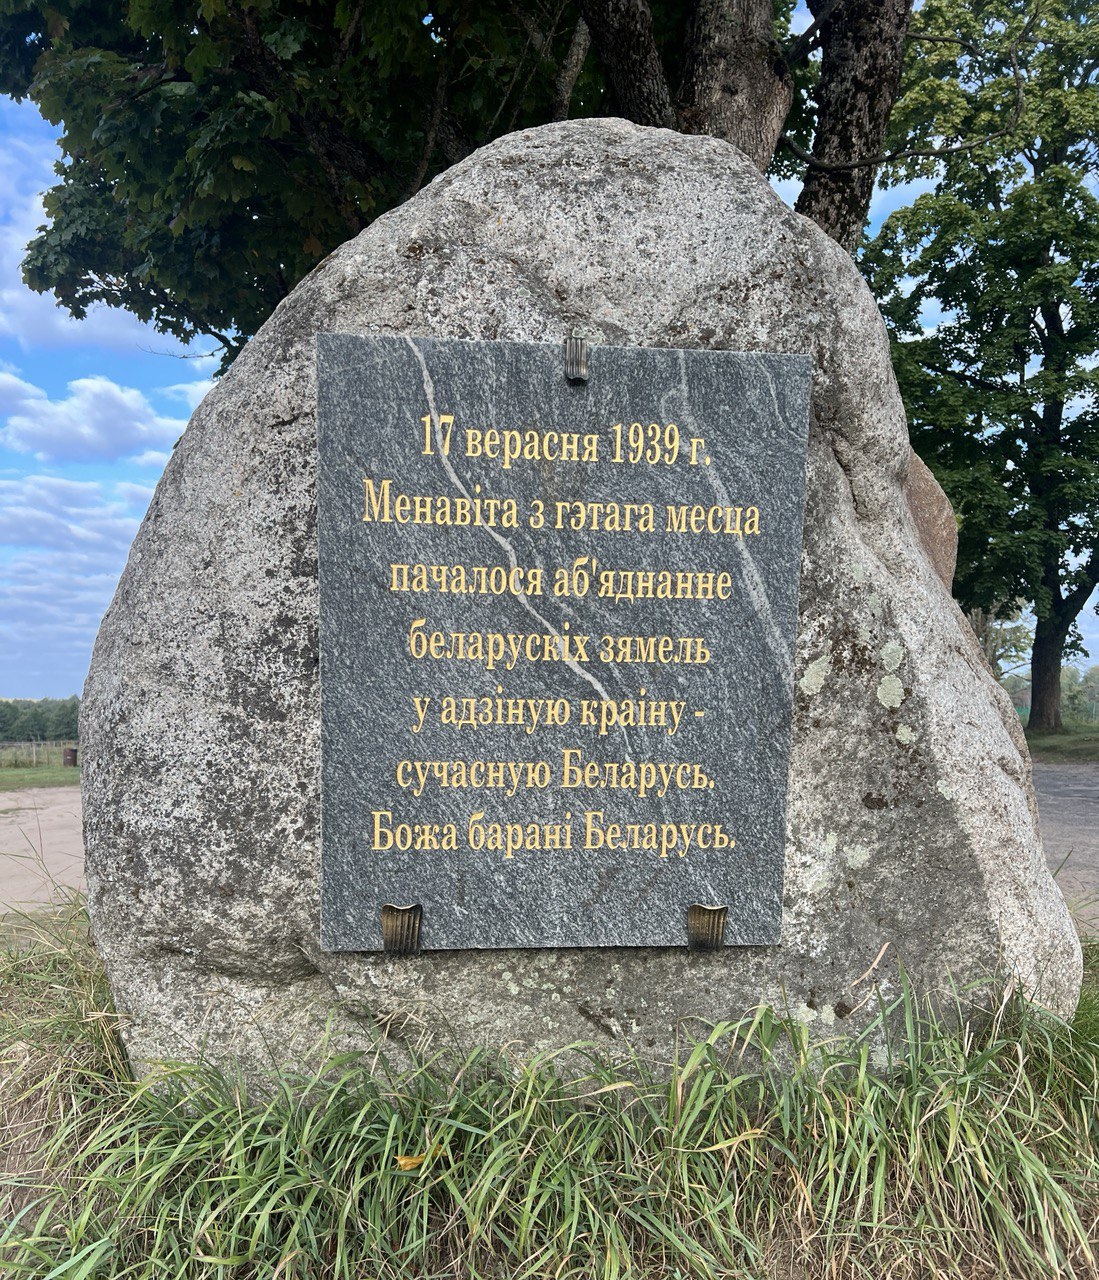 17 верасня 1939 г.
Менавіта з гэтага месца
пачалося аб'яднанне
беларускіх зямель
у адзіную краіну -
сучасную Беларусь.
Божа барані Беларусь.